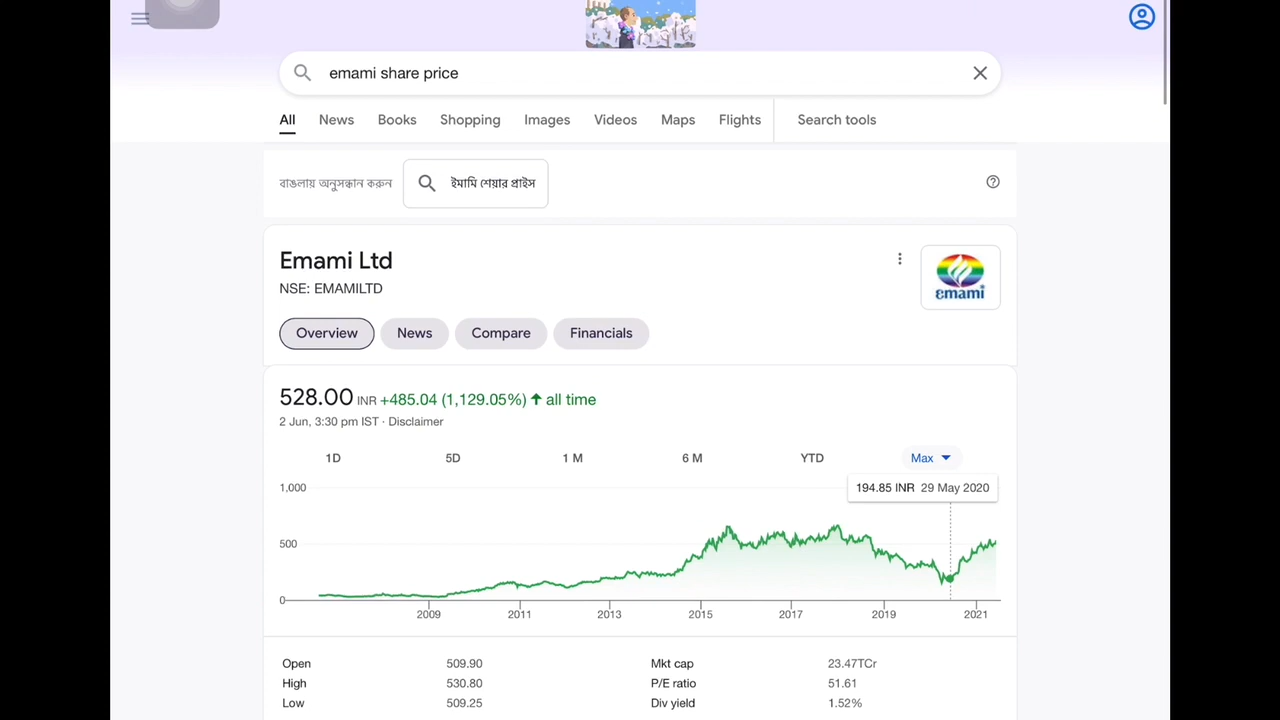 emami share price
All News Books Shopping Images Videos Maps Flights Search tools
বাঙলায় অনুসন্ধান করুন ইমামি শেয়ার প্রাইস
Emami Ltd
emami
NSE: EMAMILTD
Overview News Compare Financials
528.00 INR +485.04 (1,129.05%) ↑ all time
2 Jun, 3:30 pm IST · Disclaimer
1D 5D 1 M 6 M YTD Max
194.85 INR 29 May 2020
1,000
500
0
2009 2011 2013 2015 2017 2019 2021
Open 509.90 Mkt cap 23.47TCr
High 530.80 P/E ratio 51.61
Low 509.25 Div yield 1.52%